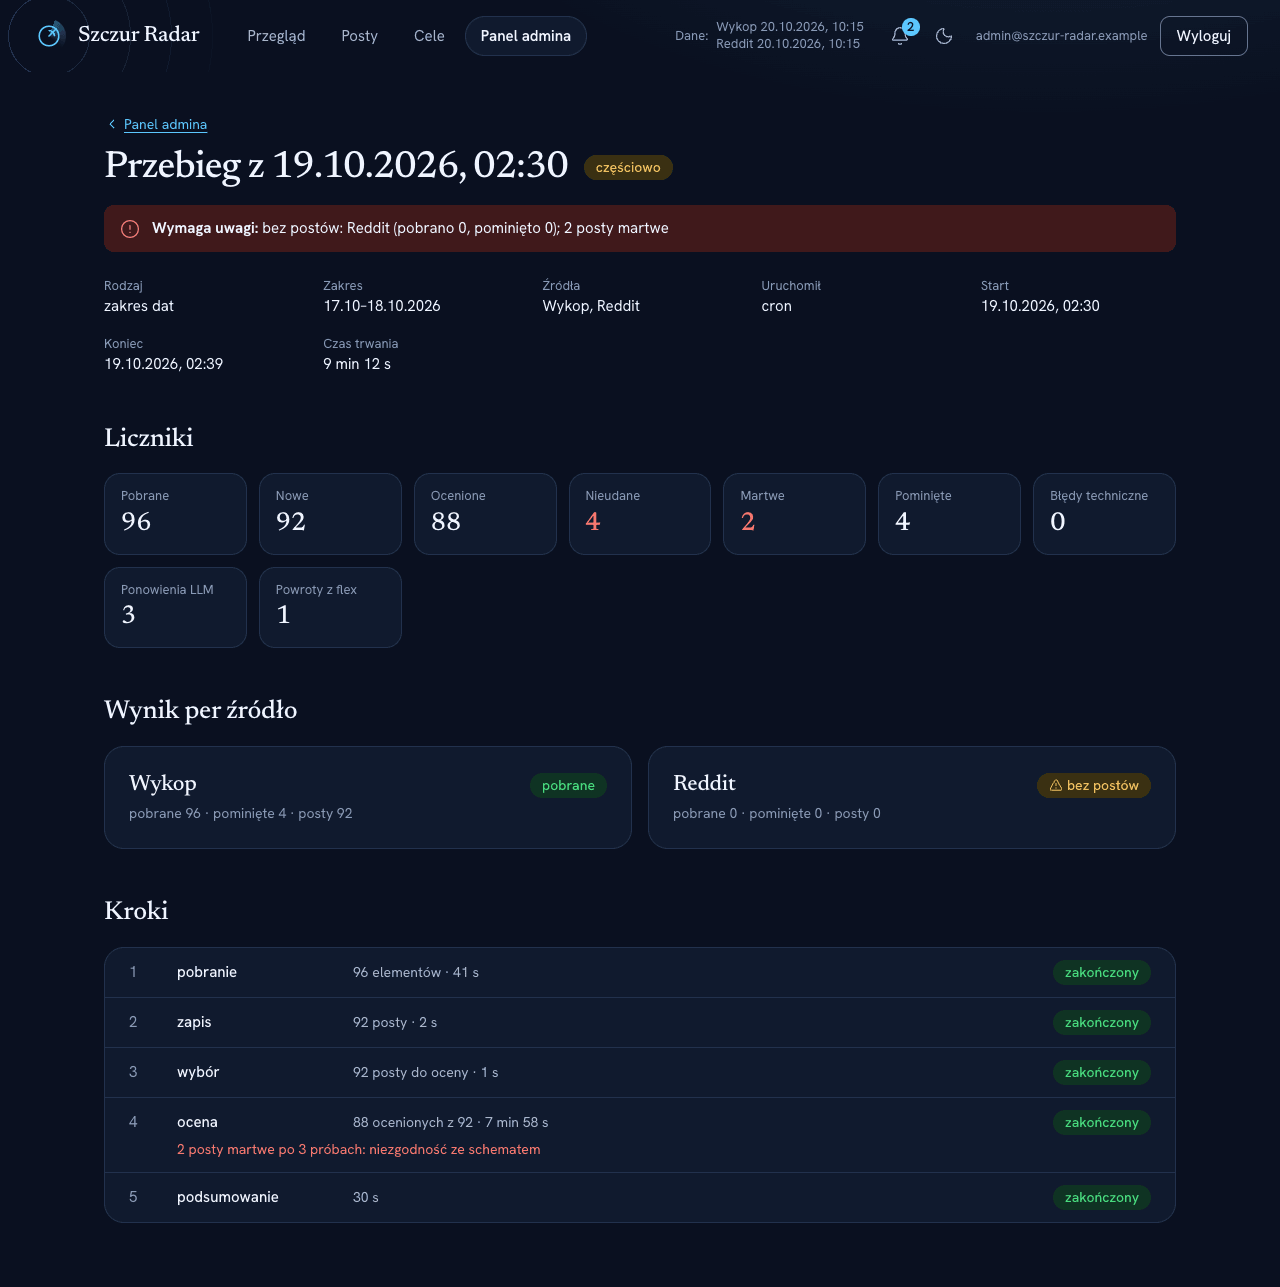 Szczur Radar
Przegląd
Posty
Cele
Panel admina
Dane:
Wykop 20.10.2026, 10:15
Reddit 20.10.2026, 10:15
2
admin@szczur-radar.example
Wyloguj
Panel admina
Przebieg z 19.10.2026, 02:30
częściowo
Wymaga uwagi: bez postów: Reddit (pobrano 0, pominięto 0); 2 posty martwe
Rodzaj
zakres dat
Zakres
17.10–18.10.2026
Źródła
Wykop, Reddit
Uruchomił
cron
Start
19.10.2026, 02:30
Koniec
19.10.2026, 02:39
Czas trwania
9 min 12 s
Liczniki
Pobrane
96
Nowe
92
Ocenione
88
Nieudane
4
Martwe
2
Pominięte
4
Błędy techniczne
0
Ponowienia LLM
3
Powroty z flex
1
Wynik per źródło
Wykop
pobrane
pobrane 96 · pominięte 4 · posty 92
Reddit
bez postów
pobrane 0 · pominięte 0 · posty 0
Kroki
1 pobranie 96 elementów · 41 s zakończony
2 zapis 92 posty · 2 s zakończony
3 wybór 92 posty do oceny · 1 s zakończony
4 ocena 88 ocenionych z 92 · 7 min 58 s zakończony
2 posty martwe po 3 próbach: niezgodność ze schematem
5 podsumowanie 30 s zakończony